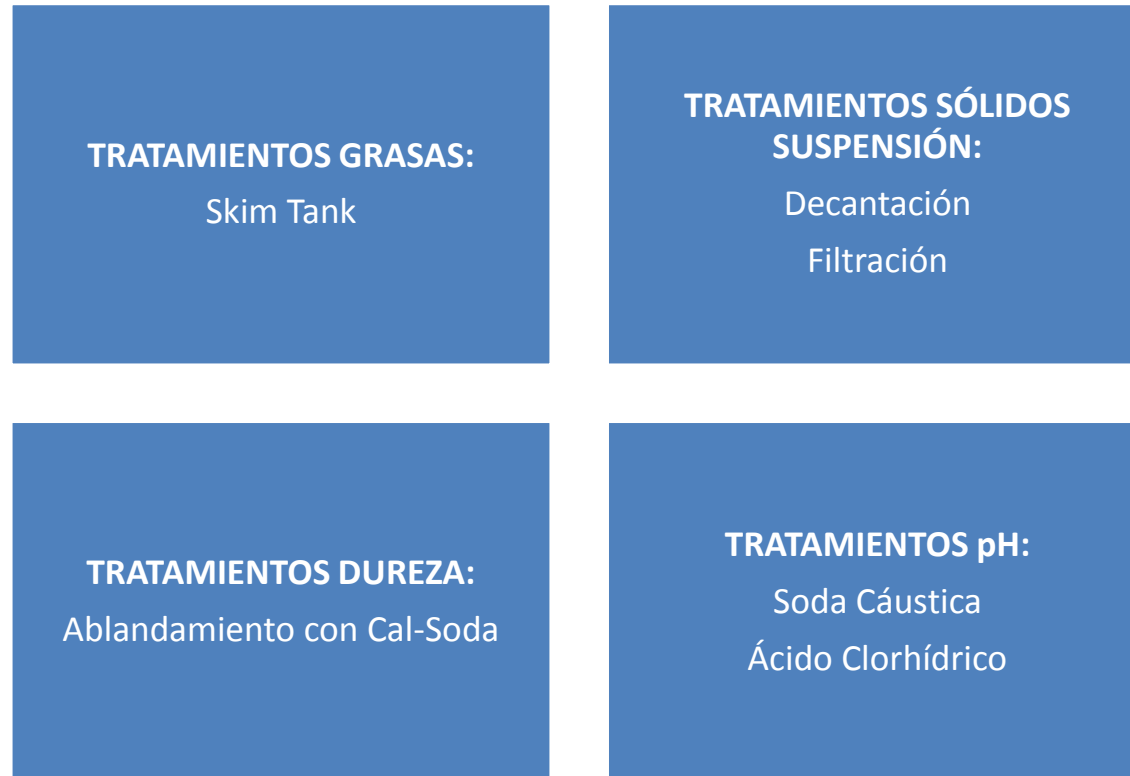 TRATAMIENTOS GRASAS:
Skim Tank
TRATAMIENTOS SÓLIDOS
SUSPENSIÓN:
Decantación
Filtración
TRATAMIENTOS DUREZA:
Ablandamiento con Cal-Soda
TRATAMIENTOS pH:
Soda Cáustica
Ácido Clorhídrico